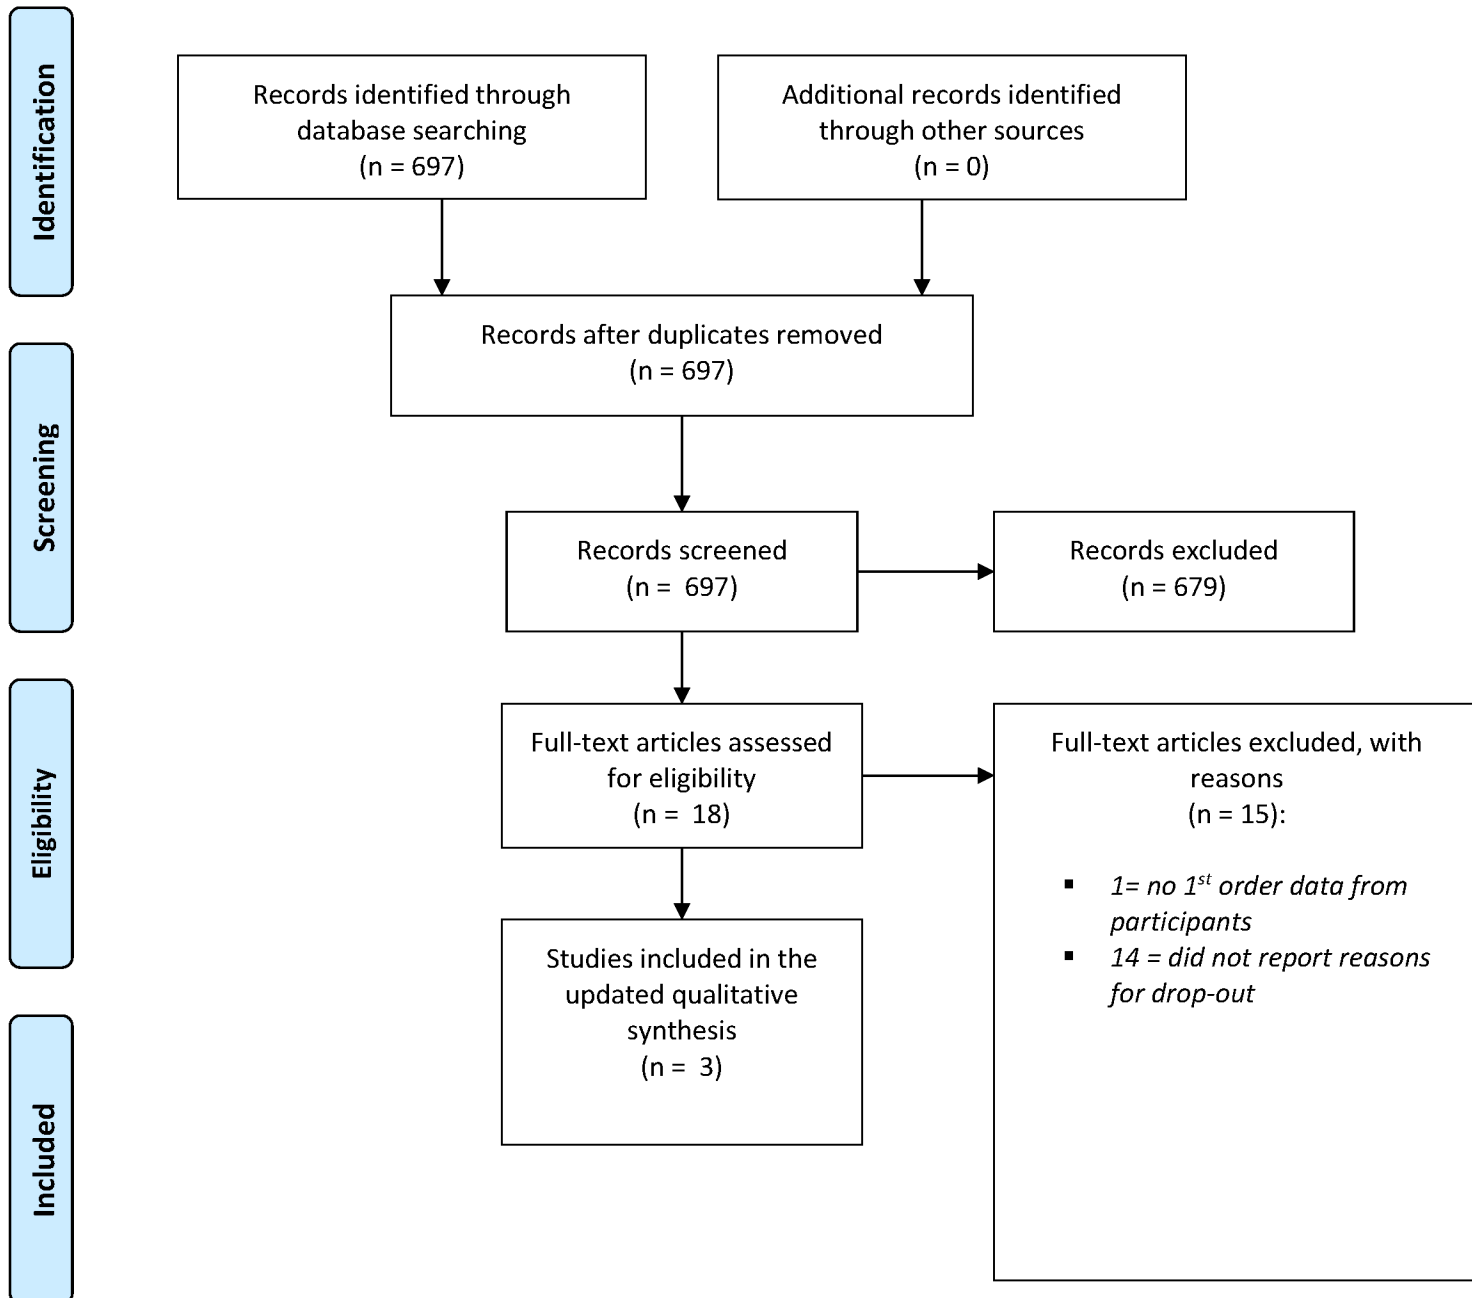 Identification
Records identified through
database searching
(n = 697)
Additional records identified
through other sources
(n = 0)
Records after duplicates removed
(n = 697)
Screening
Records screened
(n =  697)
Records excluded
(n = 679)
Eligibility
Full-text articles assessed
for eligibility
(n =  18)
Full-text articles excluded, with
reasons
(n = 15):
▪ 1= no 1st order data from
participants
▪ 14 = did not report reasons
for drop-out
Included
Studies included in the
updated qualitative
synthesis
(n =  3)